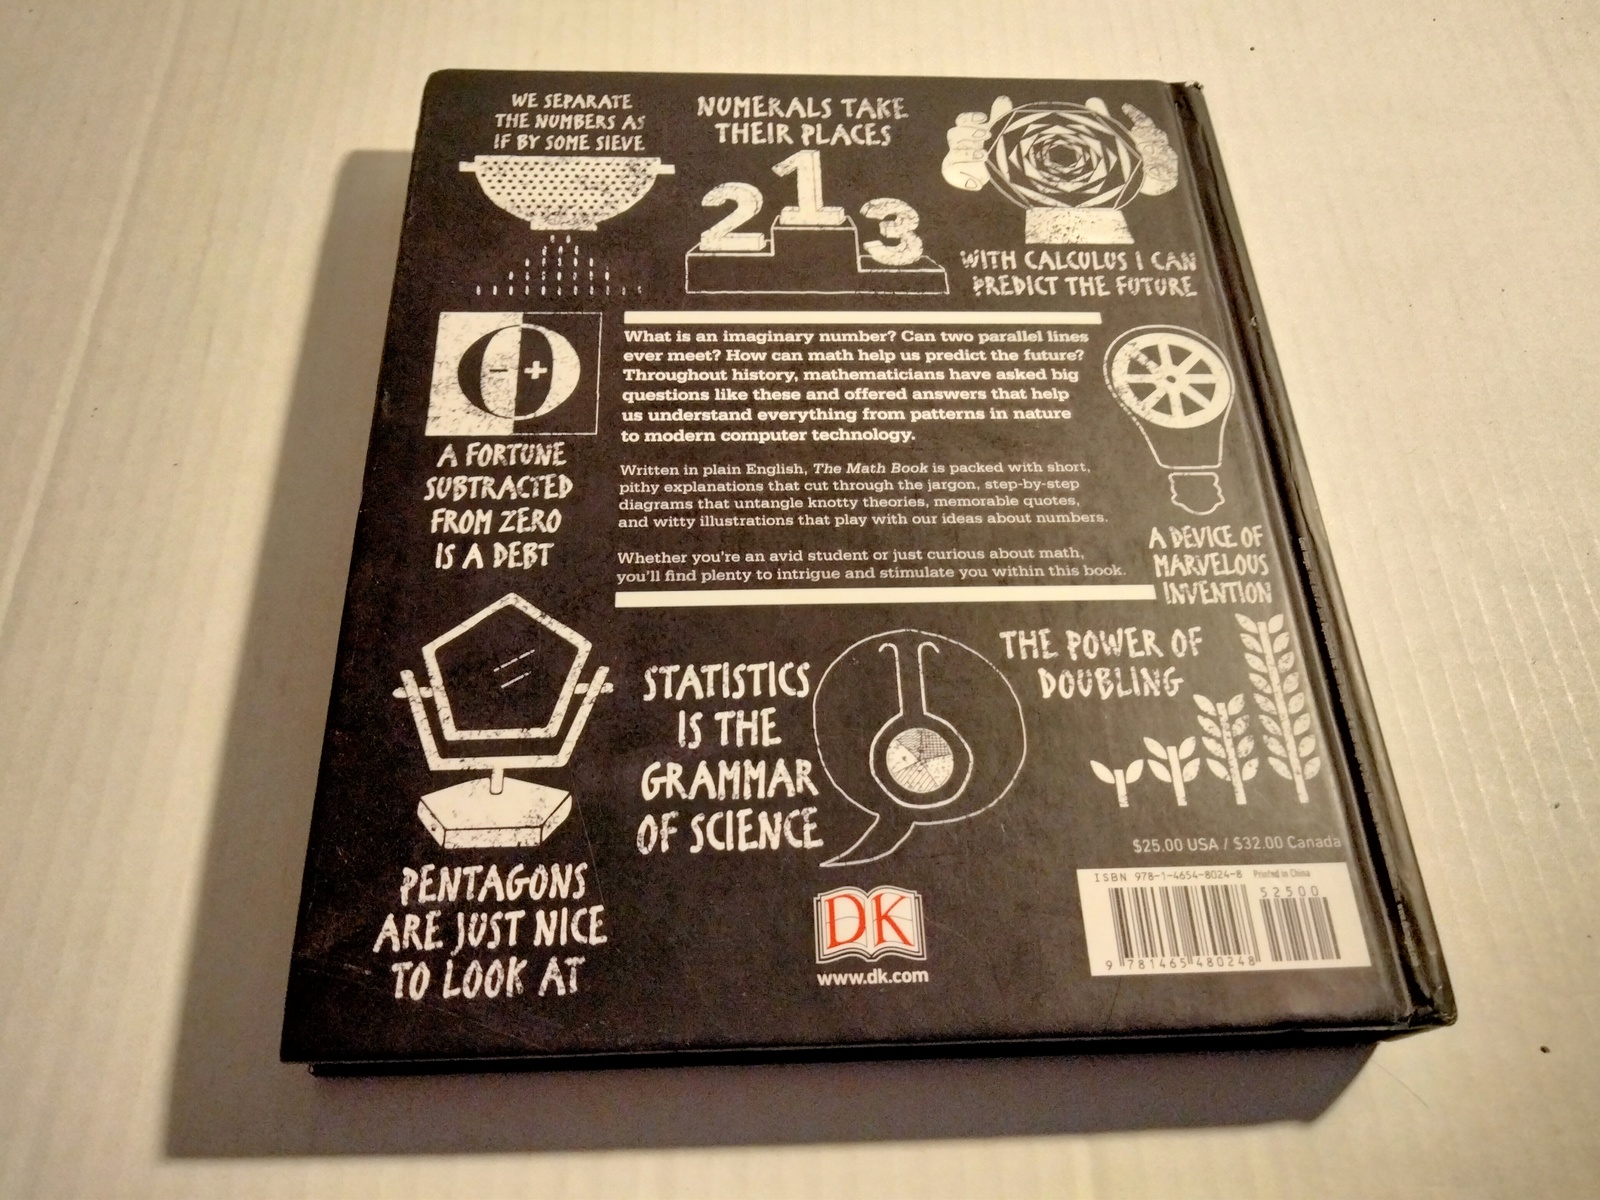 WE SEPARATE
THE NUMBERS AS
IF BY SOME SIEVE
NUMERALS TAKE
THEIR PLACES
2 1 3
WITH CALCULUS I CAN
PREDICT THE FUTURE
- +
A FORTUNE
SUBTRACTED
FROM ZERO
IS A DEBT
What is an imaginary number? Can two parallel lines
ever meet? How can math help us predict the future?
Throughout history, mathematicians have asked big
questions like these and offered answers that help
us understand everything from patterns in nature
to modern computer technology.
Written in plain English, The Math Book is packed with short,
pithy explanations that cut through the jargon, step-by-step
diagrams that untangle knotty theories, memorable quotes,
and witty illustrations that play with our ideas about numbers.
Whether you're an avid student or just curious about math,
you'll find plenty to intrigue and stimulate you within this book.
A DEVICE OF
MARVELOUS
INVENTION
PENTAGONS
ARE JUST NICE
TO LOOK AT
STATISTICS
IS THE
GRAMMAR
OF SCIENCE
THE POWER OF
DOUBLING
DK
www.dk.com
$25.00 USA / $32.00 Canada
ISBN 978-1-4654-8024-8 Printed in China
52500
9 781465 480248